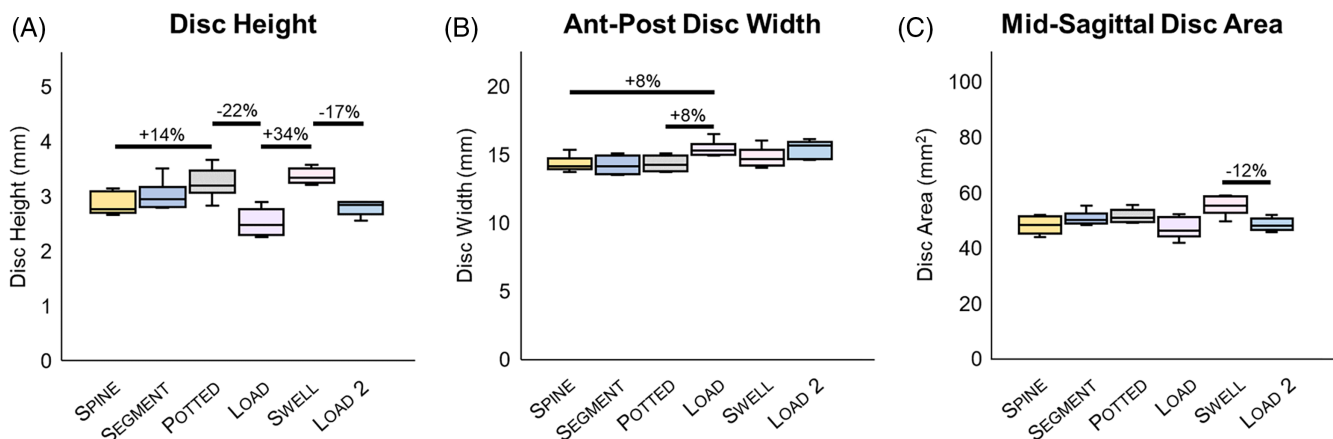 (A) Disc Height
Disc Height (mm)
5
4
3
2
1
0
+14%
-22%
+34%
-17%
SPINE
SEGMENT
POTTED
LOAD
SWELL
LOAD 2
(B) Ant-Post Disc Width
Disc Width (mm)
20
15
10
5
0
+8%
+8%
SPINE
SEGMENT
POTTED
LOAD
SWELL
LOAD 2
(C) Mid-Sagittal Disc Area
Disc Area (mm²)
100
80
60
40
20
0
-12%
SPINE
SEGMENT
POTTED
LOAD
SWELL
LOAD 2